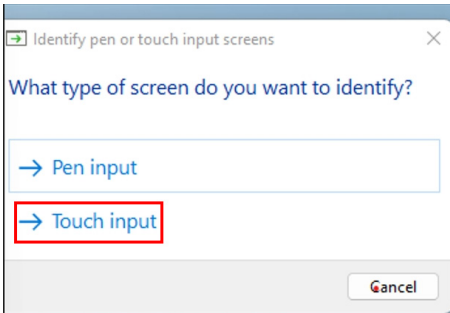 Identify pen or touch input screens
What type of screen do you want to identify?
Pen input
Touch input
Cancel